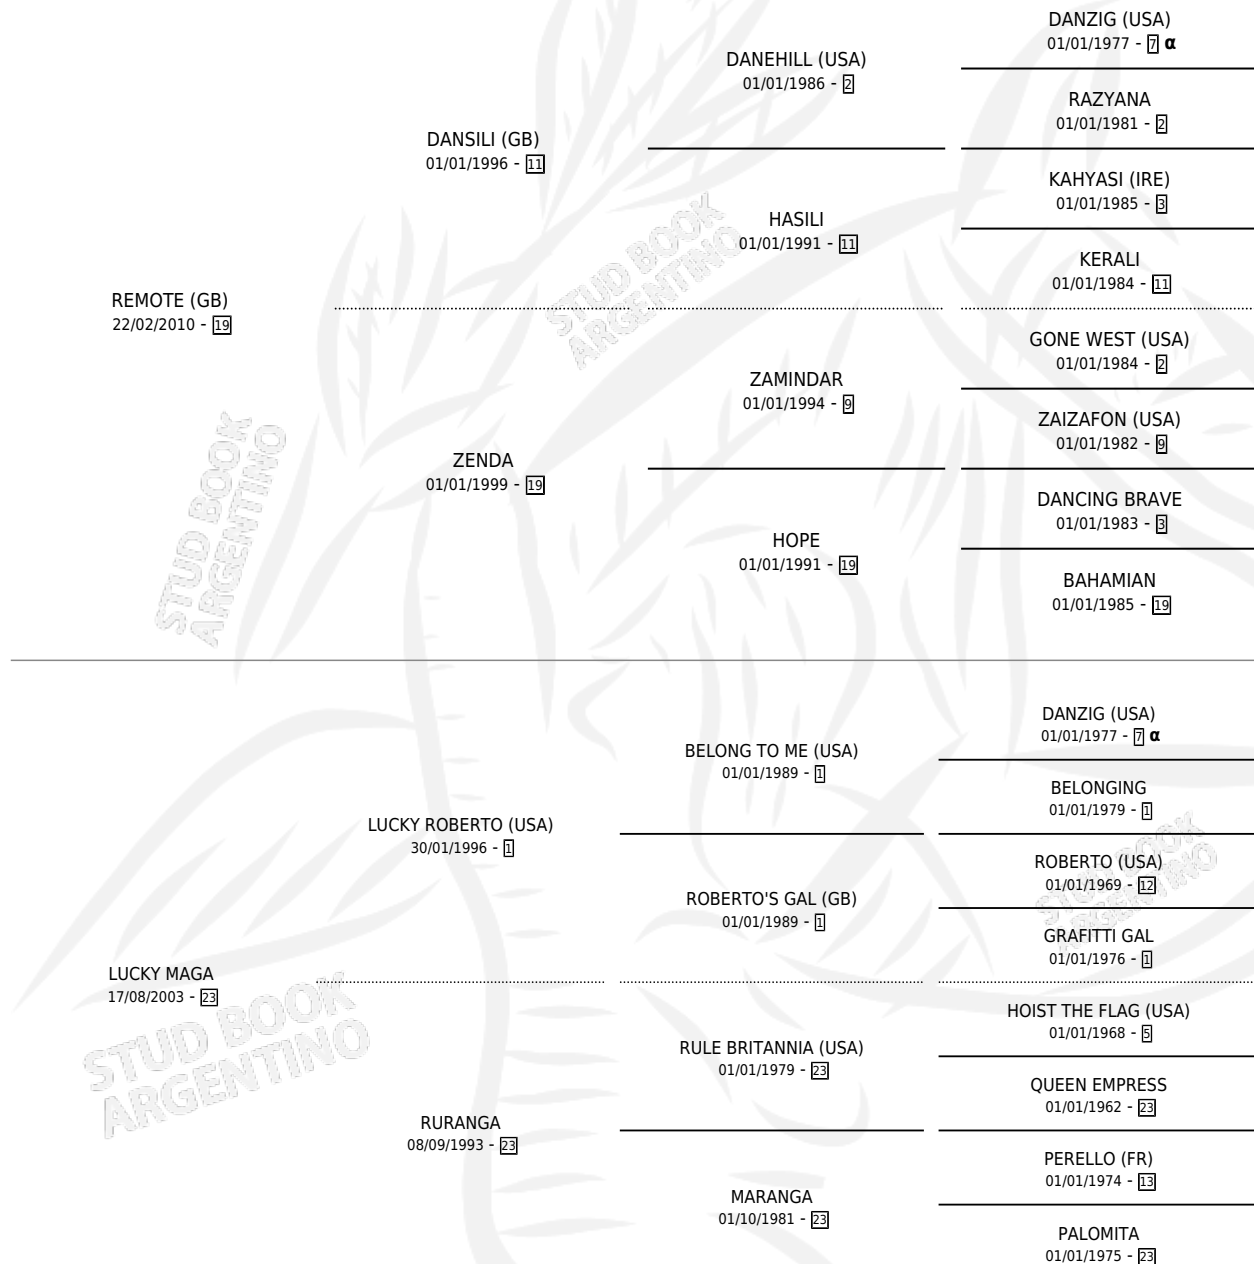 DANZIG (USA)
01/01/1977 - 7 α
DANEHILL (USA)
01/01/1986 - 2
RAZYANA
01/01/1981 - 2
DANSILI (GB)
01/01/1996 - 11
KAHYASI (IRE)
01/01/1985 - 3
HASILI
01/01/1991 - 11
KERALI
01/01/1984 - 11
REMOTE (GB)
22/02/2010 - 19
STUD BOOK
ARGENTINO
GONE WEST (USA)
01/01/1984 - 2
ZAMINDAR
01/01/1994 - 9
ZAIZAFON (USA)
01/01/1982 - 9
ZENDA
01/01/1999 - 19
DANCING BRAVE
01/01/1983 - 3
HOPE
01/01/1991 - 19
BAHAMIAN
01/01/1985 - 19
STUD BOOK
ARGENTINO
DANZIG (USA)
01/01/1977 - 7 α
BELONG TO ME (USA)
01/01/1989 - 1
BELONGING
01/01/1979 - 1
LUCKY ROBERTO (USA)
30/01/1996 - 1
ROBERTO (USA)
01/01/1969 - 12
ROBERTO'S GAL (GB)
01/01/1989 - 1
GRAFITTI GAL
01/01/1976 - 1
STUD BOOK
ARGENTINO
LUCKY MAGA
17/08/2003 - 23
STUD BOOK
ARGENTINO
HOIST THE FLAG (USA)
01/01/1968 - 5
RULE BRITANNIA (USA)
01/01/1979 - 23
QUEEN EMPRESS
01/01/1962 - 23
RURANGA
08/09/1993 - 23
PERELLO (FR)
01/01/1974 - 13
MARANGA
01/10/1981 - 23
PALOMITA
01/01/1975 - 23